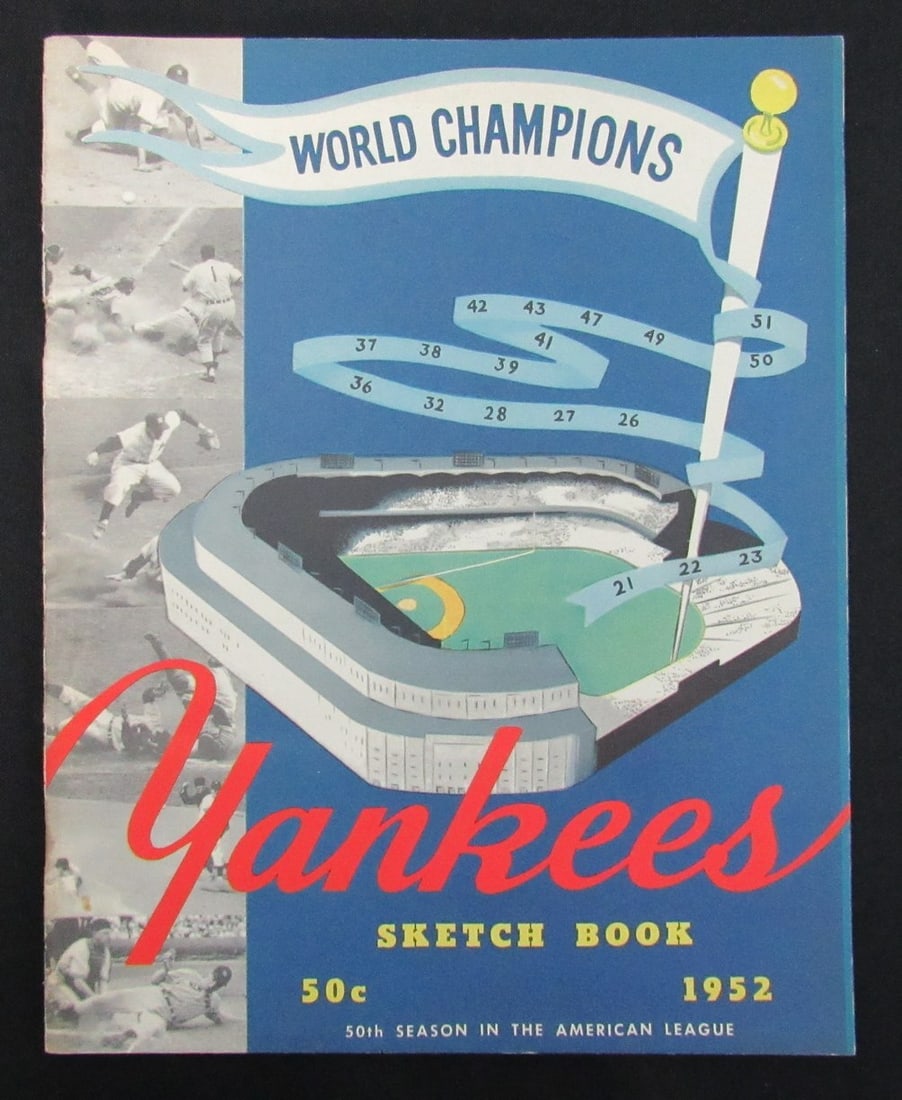 WORLD CHAMPIONS
42 43 47 49 50 51
37 38 39 41
36 32 28 27 26
21 22 23
1
Yankees
SKETCH BOOK
50c 1952
50th SEASON IN THE AMERICAN LEAGUE